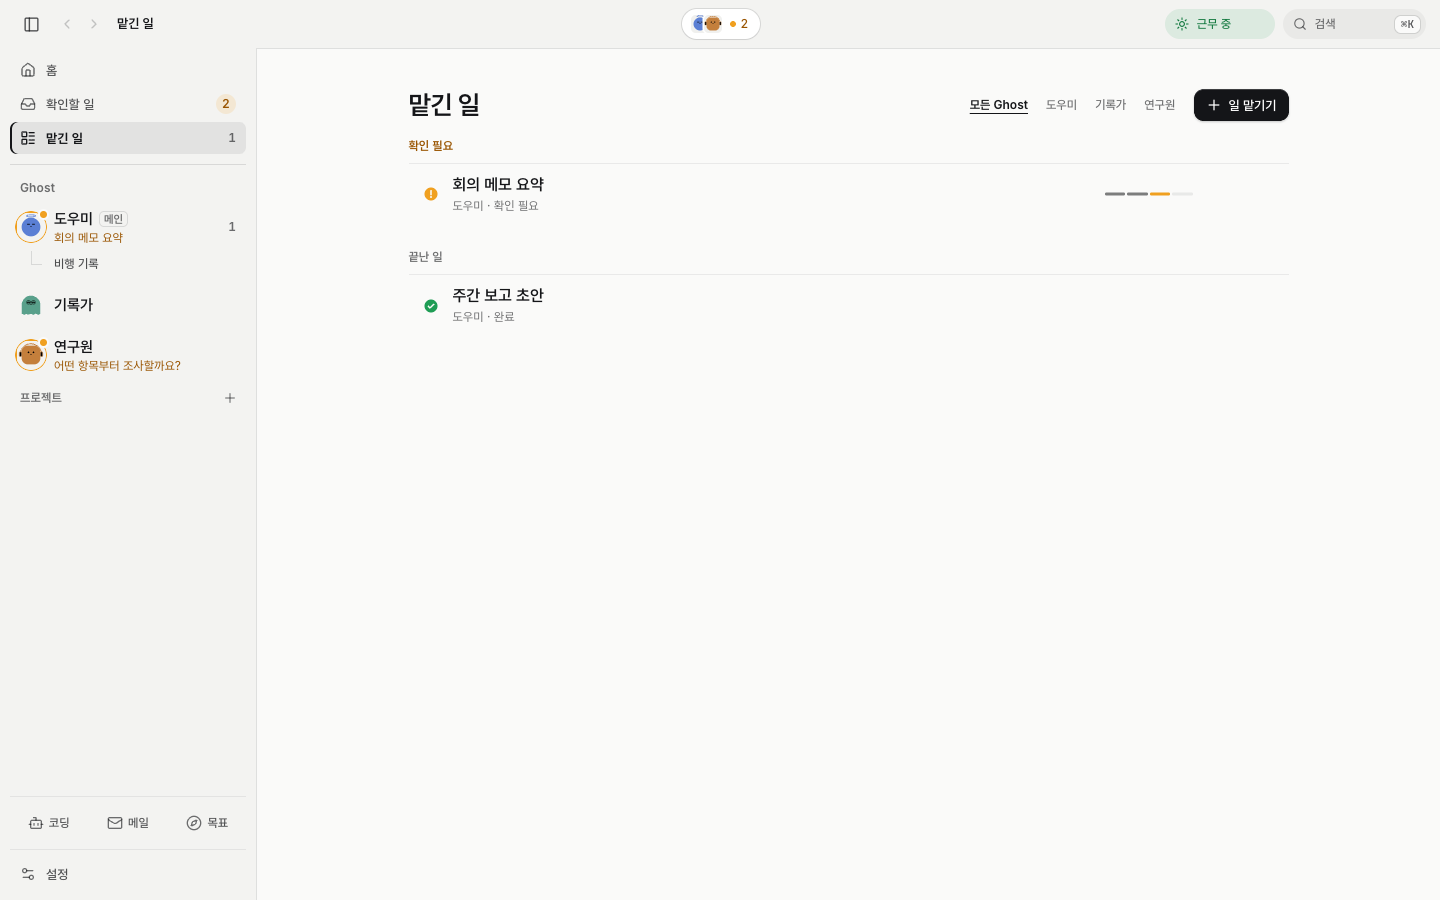 맡긴 일
2
근무 중
검색
⌘K
홈
확인할 일
2
맡긴 일
1
Ghost
도우미
메인
회의 메모 요약
1
비행 기록
기록가
연구원
어떤 항목부터 조사할까요?
프로젝트
코딩
메일
목표
설정
맡긴 일
모든 Ghost
도우미
기록가
연구원
일 맡기기
확인 필요
회의 메모 요약
도우미 · 확인 필요
끝난 일
주간 보고 초안
도우미 · 완료